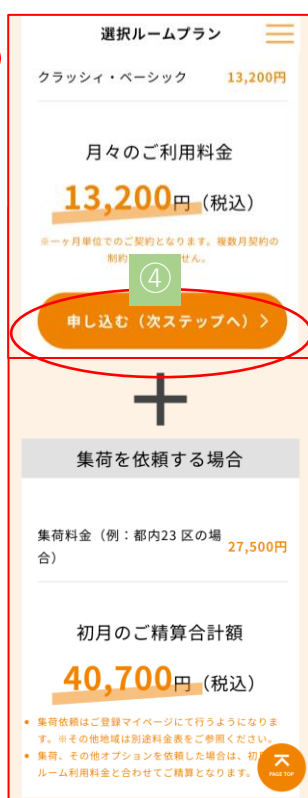 選択ルームプラン
クラッシィ・ベーシック 13,200円
月々のご利用料金
13,200円（税込）
※一ヶ月単位でのご契約となります。複数月契約の
制約 せん。
④
申し込む（次ステップへ）
＋
集荷を依頼する場合
集荷料金（例：都内23 区の場
合）
27,500円
初月のご精算合計額
40,700円（税込）
• 集荷依頼はご登録マイページにて行うようになりま
す。※その他地域は別途料金表をご参照ください。
• 集荷、その他オプションを依頼した場合は、初
ルーム利用料金と合わせてご精算となります。
PAGE TOP